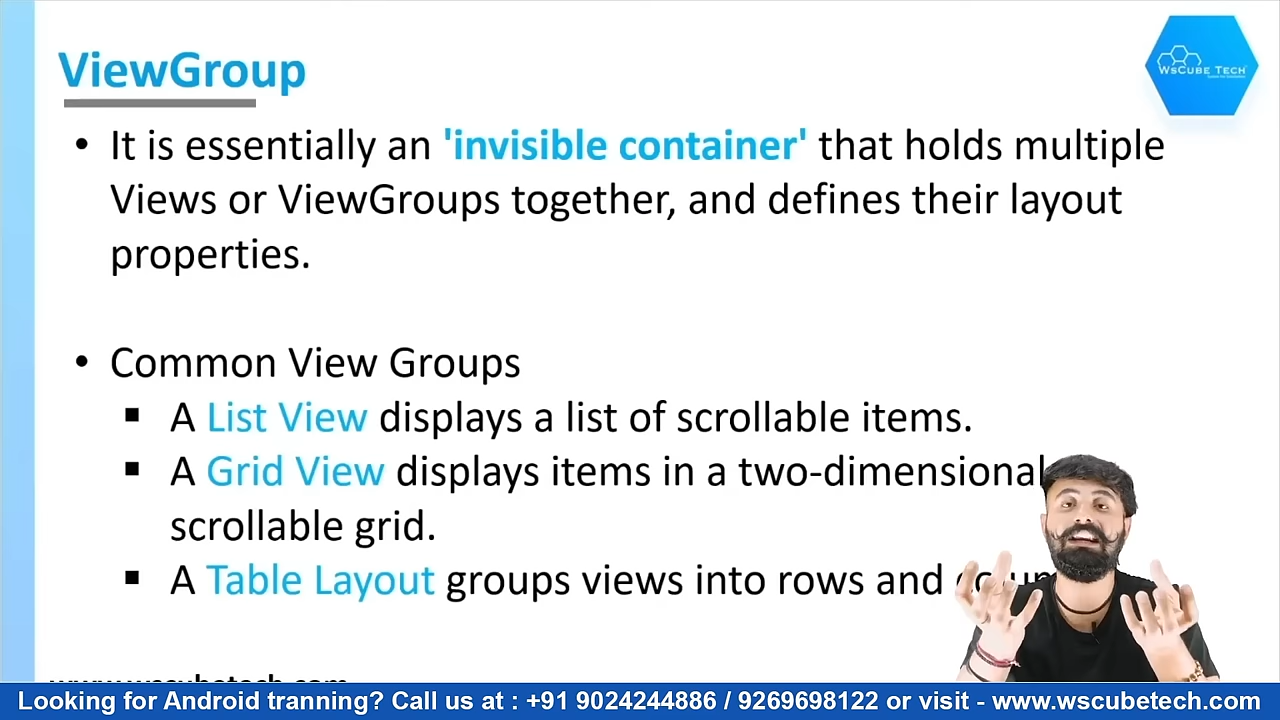 ViewGroup
WSCUBE TECH
• It is essentially an 'invisible container' that holds multiple
Views or ViewGroups together, and defines their layout
properties.
• Common View Groups
▪ A List View displays a list of scrollable items.
▪ A Grid View displays items in a two-dimensional
scrollable grid.
▪ A Table Layout groups views into rows and
www.wscubetech.com
Looking for Android tranning? Call us at : +91 9024244886 / 9269698122 or visit - www.wscubetech.com